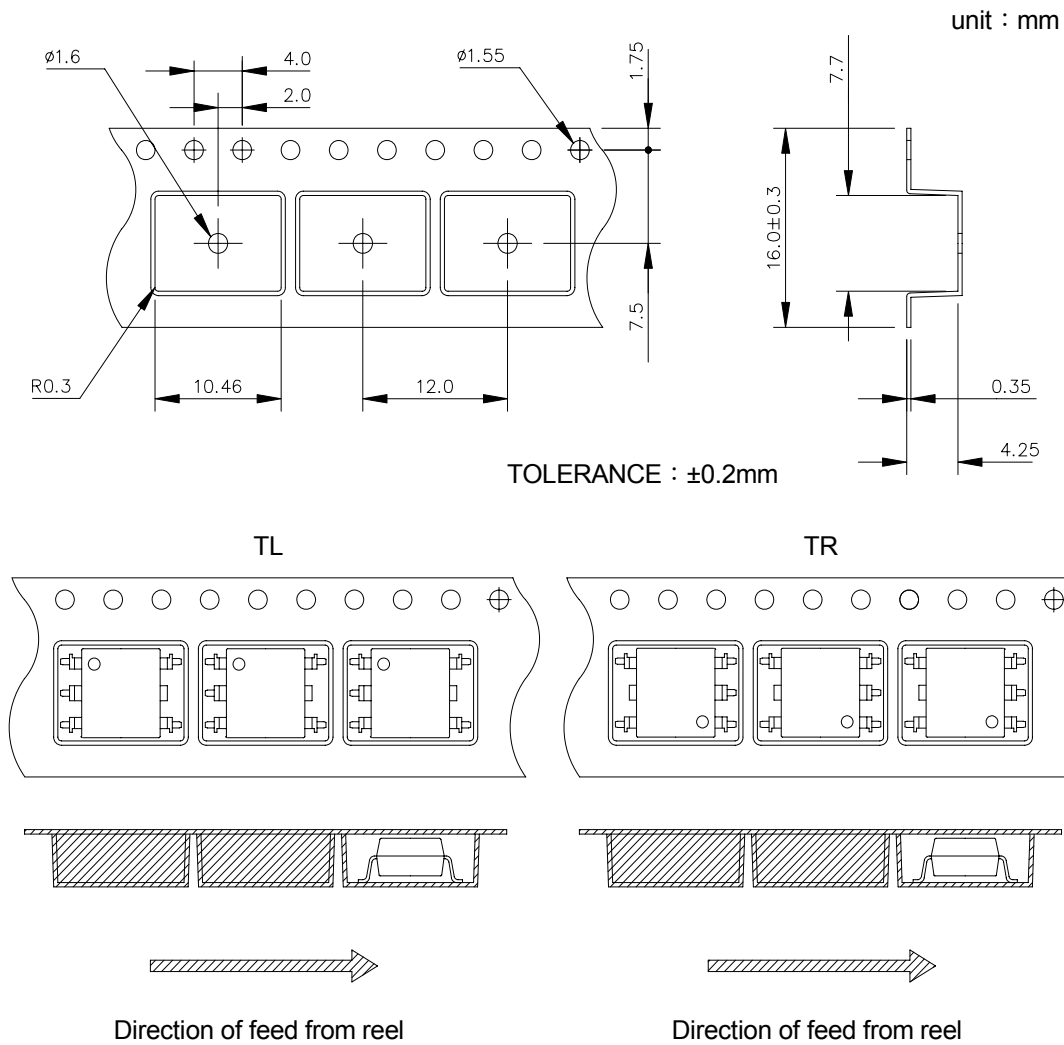 unit：mm
ø1.6
4.0
2.0
ø1.55
1.75
7.7
16.0±0.3
7.5
R0.3
10.46
12.0
0.35
4.25
TOLERANCE：±0.2mm
TL
TR
Direction of feed from reel
Direction of feed from reel